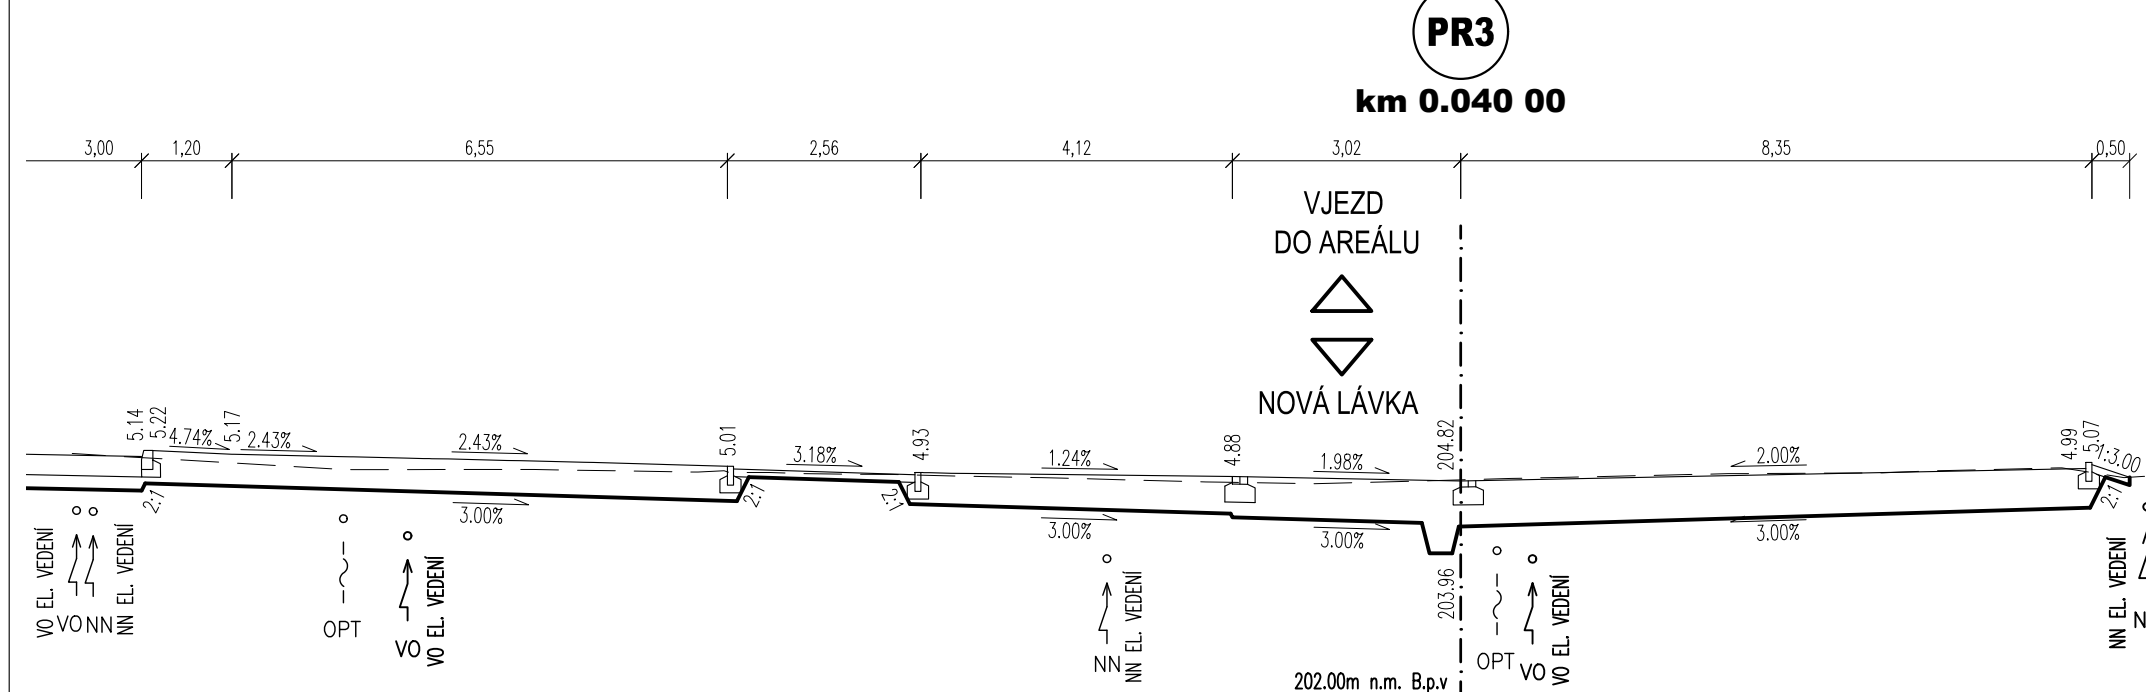 PR3
km 0.040 00
3,00 1,20 6,55 2,56 4,12 3,02 8,35 0,50
VJEZD
DO AREÁLU
NOVÁ LÁVKA
5.14 5.22 4.74% 5.17 2.43% 2.43% 5.01 3.18% 4.93 1.24% 4.88 1.98% 204.82 2.00% 4.99 5.07 1:3.00
2:1 3.00% 2:1 2:1 3.00% 3.00% 3.00% 2:1
VO EL. VEDENÍ
VO NN
NN EL. VEDENÍ
OPT
VO
VO EL. VEDENÍ
NN
NN EL. VEDENÍ
203.96
OPT
VO
VO EL. VEDENÍ
NN EL. VEDENÍ
202.00m n.m. B.p.v